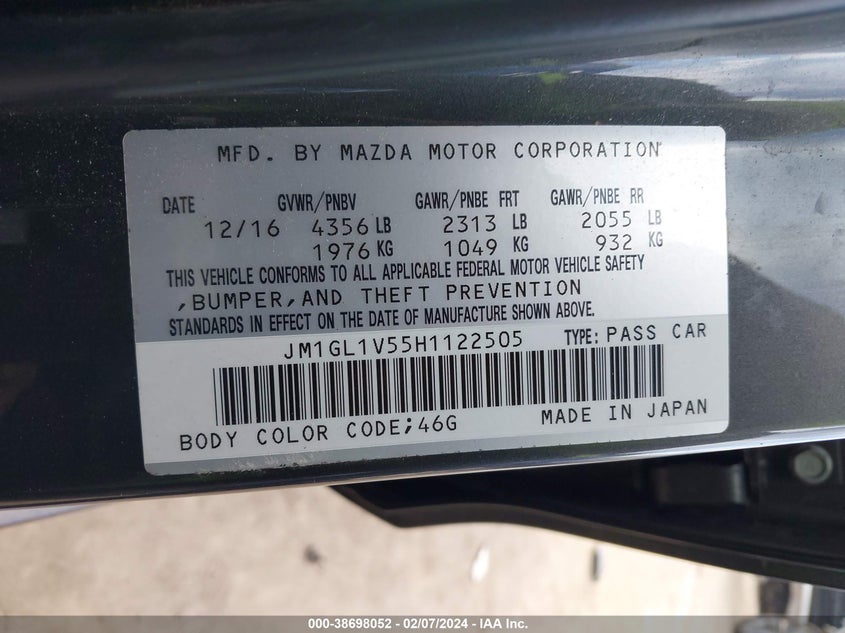 MFD. BY MAZDA MOTOR CORPORATION
DATE GVWR/PNBV GAWR/PNBE FRT GAWR/PNBE RR
12/16 4356 LB 2313 LB 2055 LB
1976 KG 1049 KG 932 KG
THIS VEHICLE CONFORMS TO ALL APPLICABLE FEDERAL MOTOR VEHICLE SAFETY
,BUMPER,AND THEFT PREVENTION
STANDARDS IN EFFECT ON THE DATE OF MANUFACTURE SHOWN ABOVE.
JM1GL1V55H1122505 TYPE: PASS CAR
BODY COLOR CODE;46G MADE IN JAPAN
000-38698052 - 02/07/2024 - IAA Inc.